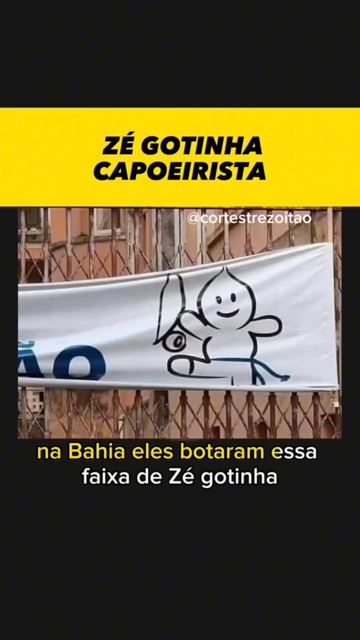 ZÉ GOTINHA
CAPOEIRISTA
@cortestrezoitao
ÃO
na Bahia eles botaram essa
faixa de Zé gotinha